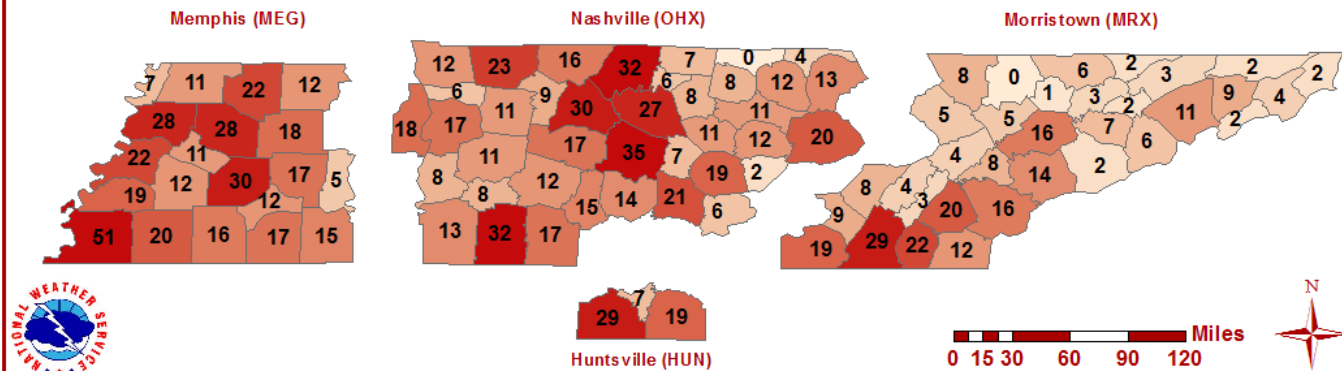 Memphis (MEG)
7 11 22 12
28 28 18
22 11
19 12 30 17 5
12
51 20 16 17 15
Nashville (OHX)
12 23 16 32 7 0 4
6 9 6 8 12 13
18 17 11 30 27 8 11
17 11 12 20
8 11 35 7 19 2
8 12 15 14 21 6
13 32 17
Morristown (MRX)
8 0 6 2 3 2 2
1 3 2 9 4
5 5 16 7 11 2
4 8 6
8 4 14 2
9 3 20 16
19 29 22 12
29 7 19
Huntsville (HUN)
NATIONAL WEATHER SERVICE
N
Miles
0 15 30 60 90 120